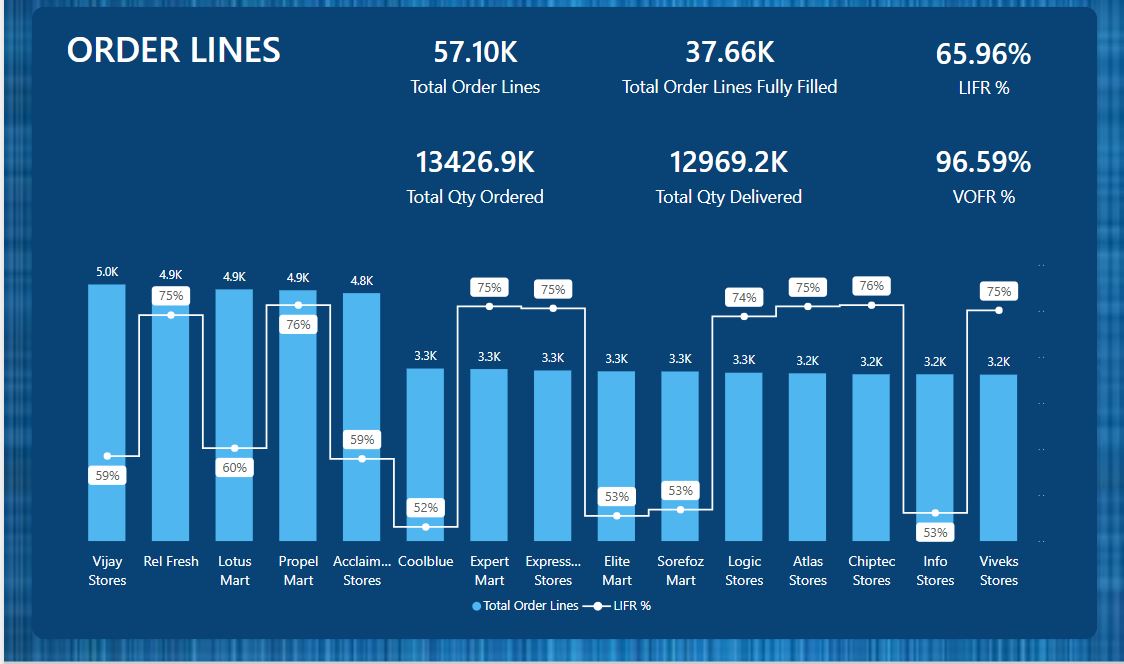 ORDER LINES
57.10K
Total Order Lines
37.66K
Total Order Lines Fully Filled
65.96%
LIFR %
13426.9K
Total Qty Ordered
12969.2K
Total Qty Delivered
96.59%
VOFR %
5.0K
4.9K
4.9K
4.9K
4.8K
3.3K
3.3K
3.3K
3.3K
3.3K
3.3K
3.2K
3.2K
3.2K
3.2K
59%
75%
60%
76%
59%
52%
75%
75%
53%
53%
74%
75%
76%
53%
75%
Vijay
Stores
Rel Fresh
Lotus
Mart
Propel
Mart
Acclaim...
Stores
Coolblue
Expert
Mart
Express...
Stores
Elite
Mart
Sorefoz
Mart
Logic
Stores
Atlas
Stores
Chiptec
Stores
Info
Stores
Viveks
Stores
Total Order Lines
LIFR %